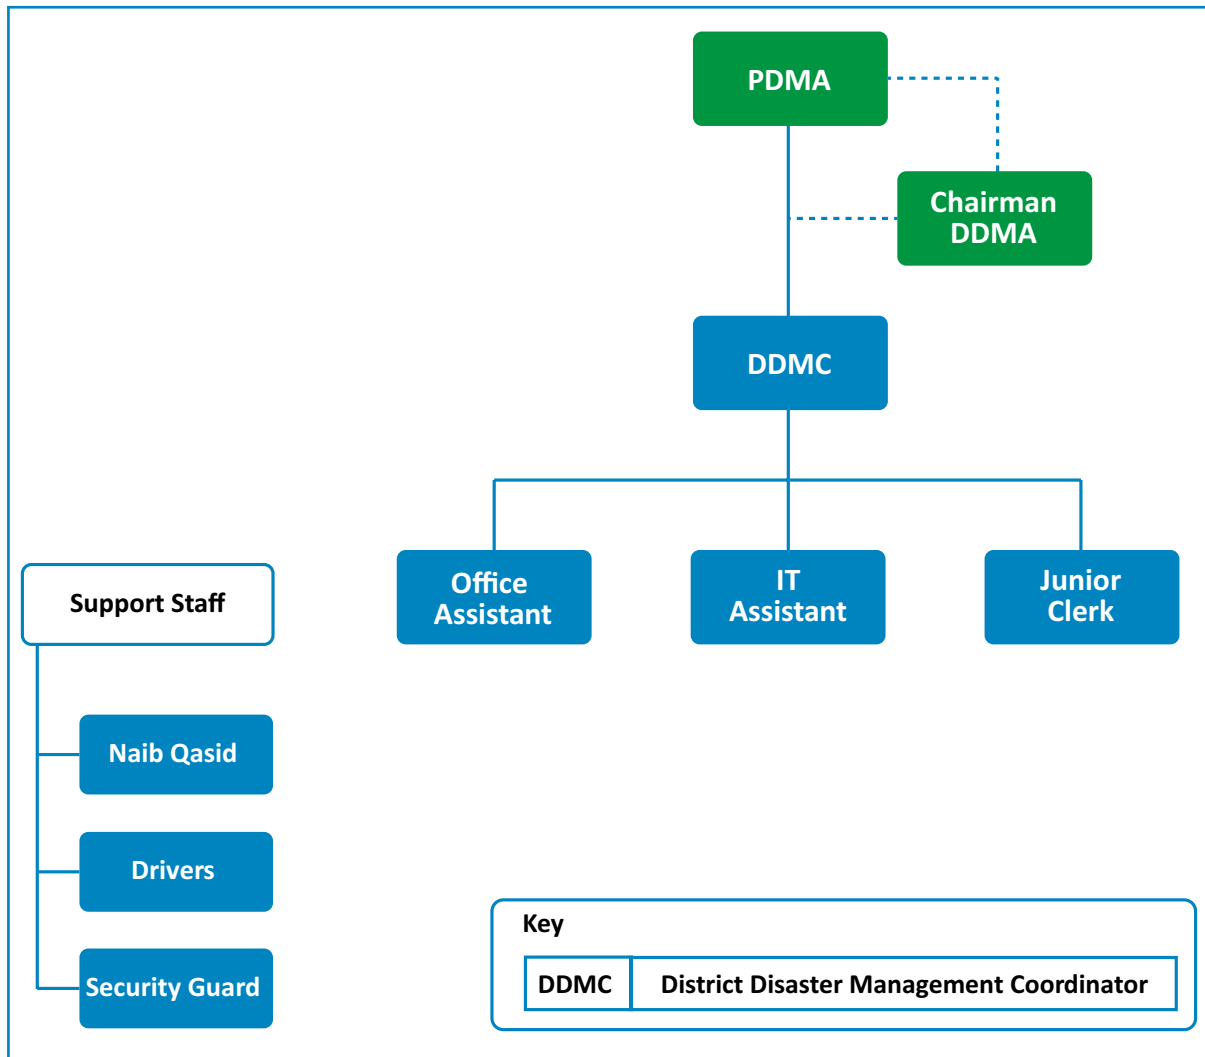 PDMA
Chairman
DDMA
DDMC
Office
Assistant
IT
Assistant
Junior
Clerk
Support Staff
Naib Qasid
Drivers
Security Guard
Key
DDMC District Disaster Management Coordinator